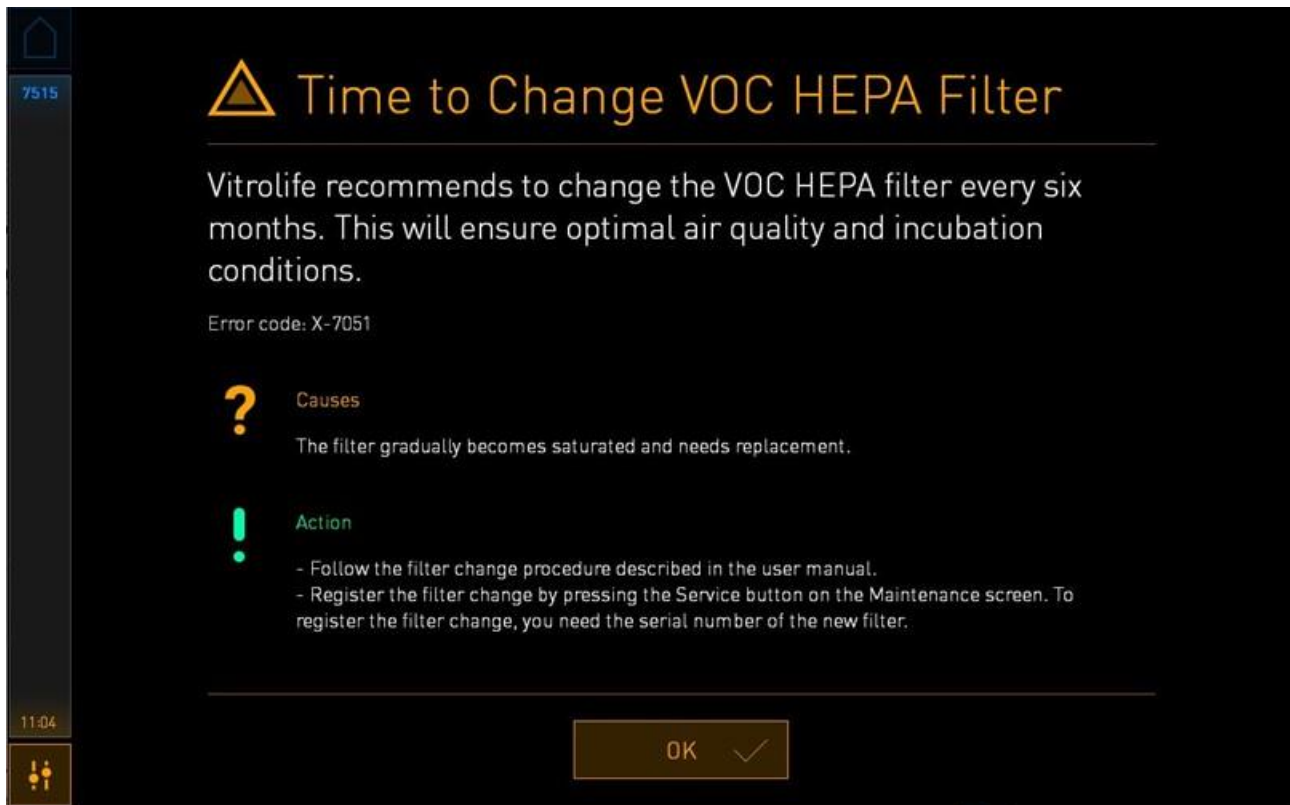 7515
Time to Change VOC HEPA Filter
Vitrolife recommends to change the VOC HEPA filter every six
months. This will ensure optimal air quality and incubation
conditions.
Error code: X-7051
?
Causes
The filter gradually becomes saturated and needs replacement.
!
Action
- Follow the filter change procedure described in the user manual.
- Register the filter change by pressing the Service button on the Maintenance screen. To
register the filter change, you need the serial number of the new filter.
11:04
OK